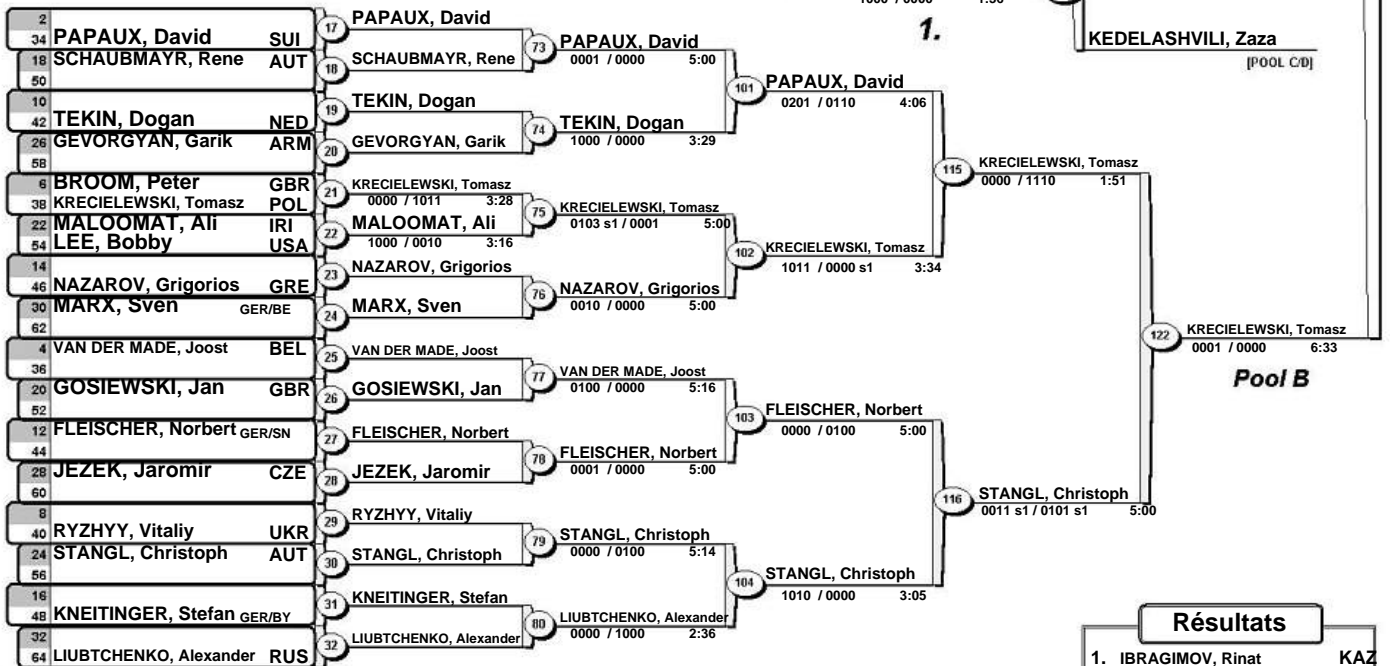 1.
KEDELASHVILI, Zaza
[POOL C/D]
2
34 PAPAUX, David SUI
18 SCHAUBMAYR, Rene AUT
50
10
42 TEKIN, Dogan NED
26 GEVORGYAN, Garik ARM
58
6 BROOM, Peter GBR
38 KRECIELEWSKI, Tomasz POL
22 MALOOMAT, Ali IRI
54 LEE, Bobby USA
14
46 NAZAROV, Grigorios GRE
30 MARX, Sven GER/BE
62
4 VAN DER MADE, Joost BEL
36
20 GOSIEWSKI, Jan GBR
52
12 FLEISCHER, Norbert GER/SN
44
28 JEZEK, Jaromir CZE
60
8
40 RYZHYY, Vitaliy UKR
24 STANGL, Christoph AUT
56
16
48 KNEITINGER, Stefan GER/BY
32
64 LIUBTCHENKO, Alexander RUS
17 PAPAUX, David
18 SCHAUBMAYR, Rene
19 TEKIN, Dogan
20 GEVORGYAN, Garik
21 KRECIELEWSKI, Tomasz
0000 / 1011 3:28
22 MALOOMAT, Ali
1000 / 0010 3:16
23 NAZAROV, Grigorios
24 MARX, Sven
25 VAN DER MADE, Joost
26 GOSIEWSKI, Jan
27 FLEISCHER, Norbert
28 JEZEK, Jaromir
29 RYZHYY, Vitaliy
30 STANGL, Christoph
31 KNEITINGER, Stefan
32 LIUBTCHENKO, Alexander
73 PAPAUX, David
0001 / 0000 5:00
74 TEKIN, Dogan
1000 / 0000 3:29
75 KRECIELEWSKI, Tomasz
0103 s1 / 0001 5:00
76 NAZAROV, Grigorios
0010 / 0000 5:00
77 VAN DER MADE, Joost
0100 / 0000 5:16
78 FLEISCHER, Norbert
0001 / 0000 5:00
79 STANGL, Christoph
0000 / 0100 5:14
80 LIUBTCHENKO, Alexander
0000 / 1000 2:36
101 PAPAUX, David
0201 / 0110 4:06
102 KRECIELEWSKI, Tomasz
1011 / 0000 s1 3:34
103 FLEISCHER, Norbert
0000 / 0100 5:00
104 STANGL, Christoph
1010 / 0000 3:05
115 KRECIELEWSKI, Tomasz
0000 / 1110 1:51
116 STANGL, Christoph
0011 s1 / 0101 s1 5:00
122 KRECIELEWSKI, Tomasz
0001 / 0000 6:33
Pool B
Résultats
1. IBRAGIMOV, Rinat KAZ